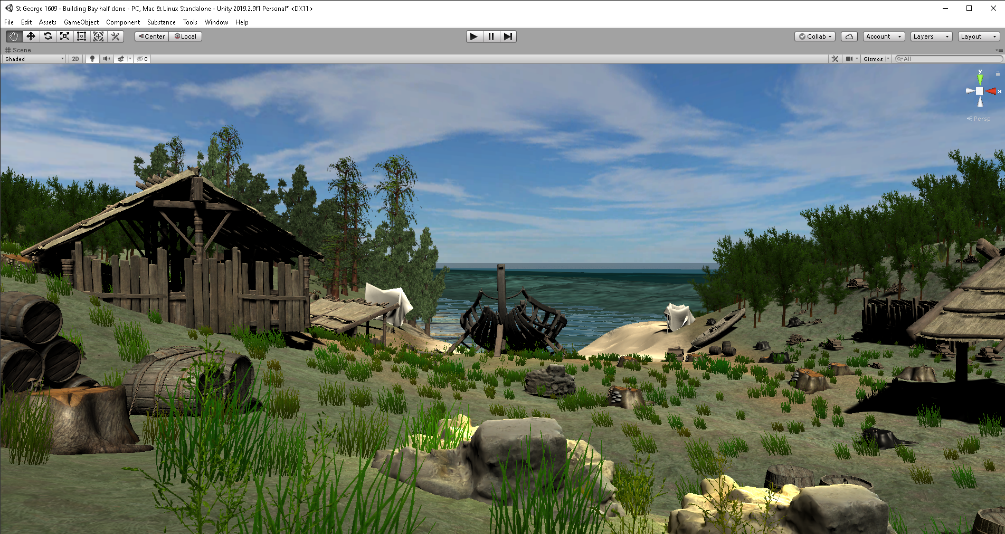 St George 1609 - Building Bay half done - PC, Mac & Linux Standalone - Unity 2019.2.0f1 Personal* <DX11>
File Edit Assets GameObject Component Substance Tools Window Help
Center Local Collab Account Layers Layout
Scene
Shaded 2D 0 Gizmos All
y
x
Persp